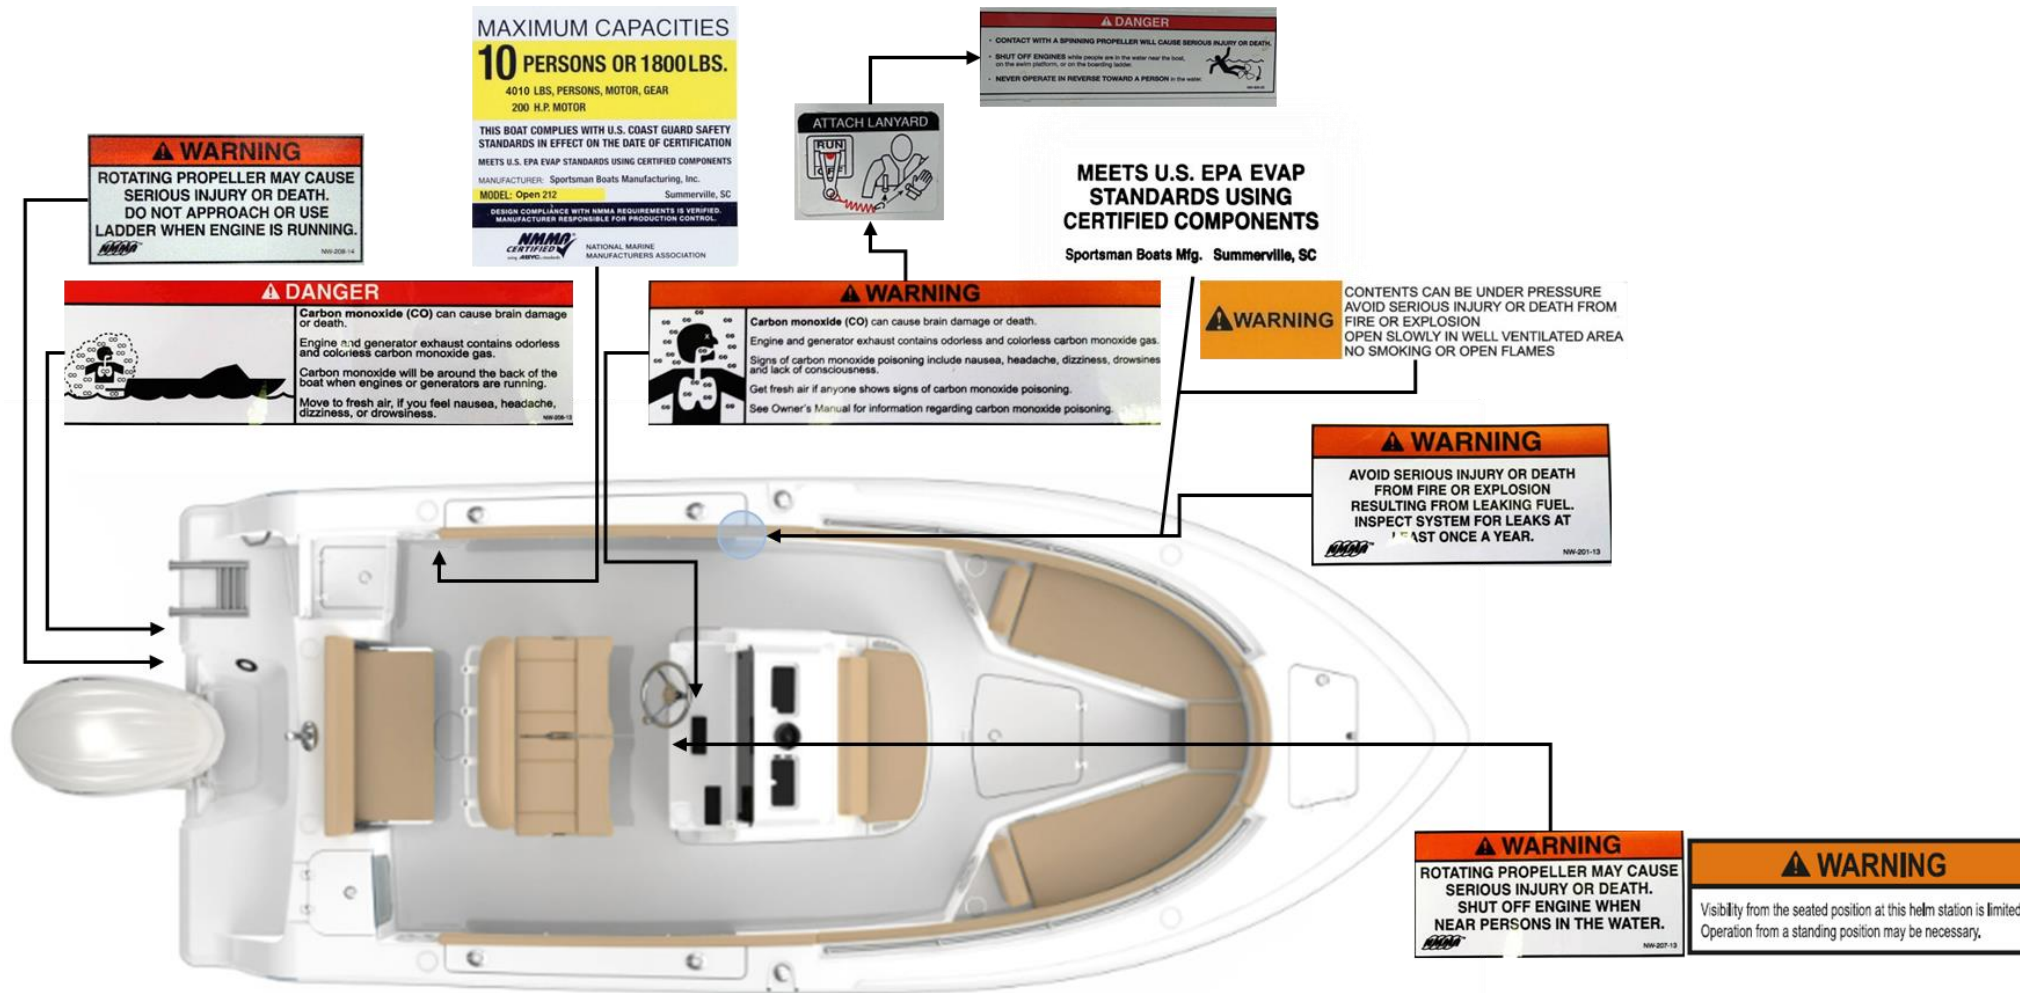 MAXIMUM CAPACITIES
10 PERSONS OR 1800 LBS.
4010 LBS, PERSONS, MOTOR, GEAR
200 H.P. MOTOR
THIS BOAT COMPLIES WITH U.S. COAST GUARD SAFETY
STANDARDS IN EFFECT ON THE DATE OF CERTIFICATION
MEETS U.S. EPA EVAP STANDARDS USING CERTIFIED COMPONENTS
MANUFACTURER: Sportsman Boats Manufacturing, Inc.
MODEL: Open 212 Summerville, SC
DESIGN COMPLIANCE WITH NMMA REQUIREMENTS IS VERIFIED.
MANUFACTURER RESPONSIBLE FOR PRODUCTION CONTROL.
NMMA
CERTIFIED
using ABYC standards
NATIONAL MARINE
MANUFACTURERS ASSOCIATION
DANGER
• CONTACT WITH A SPINNING PROPELLER WILL CAUSE SERIOUS INJURY OR DEATH.
• SHUT OFF ENGINES while people are in the water near the boat,
on the swim platform, or on the boarding ladder.
• NEVER OPERATE IN REVERSE TOWARD A PERSON in the water.
ATTACH LANYARD
RUN
OFF
WARNING
ROTATING PROPELLER MAY CAUSE
SERIOUS INJURY OR DEATH.
DO NOT APPROACH OR USE
LADDER WHEN ENGINE IS RUNNING.
NMMA™
NW-208-14
MEETS U.S. EPA EVAP
STANDARDS USING
CERTIFIED COMPONENTS
Sportsman Boats Mfg. Summerville, SC
DANGER
Carbon monoxide (CO) can cause brain damage
or death.
Engine and generator exhaust contains odorless
and colorless carbon monoxide gas.
Carbon monoxide will be around the back of the
boat when engines or generators are running.
Move to fresh air, if you feel nausea, headache,
dizziness, or drowsiness.
WARNING
Carbon monoxide (CO) can cause brain damage or death.
Engine and generator exhaust contains odorless and colorless carbon monoxide gas.
Signs of carbon monoxide poisoning include nausea, headache, dizziness, drowsines
and lack of consciousness.
Get fresh air if anyone shows signs of carbon monoxide poisoning.
See Owner's Manual for information regarding carbon monoxide poisoning.
WARNING
CONTENTS CAN BE UNDER PRESSURE
AVOID SERIOUS INJURY OR DEATH FROM
FIRE OR EXPLOSION
OPEN SLOWLY IN WELL VENTILATED AREA
NO SMOKING OR OPEN FLAMES
WARNING
AVOID SERIOUS INJURY OR DEATH
FROM FIRE OR EXPLOSION
RESULTING FROM LEAKING FUEL.
INSPECT SYSTEM FOR LEAKS AT
LEAST ONCE A YEAR.
NMMA™
NW-201-13
WARNING
ROTATING PROPELLER MAY CAUSE
SERIOUS INJURY OR DEATH.
SHUT OFF ENGINE WHEN
NEAR PERSONS IN THE WATER.
NMMA™
NW-207-13
WARNING
Visibility from the seated position at this helm station is limited
Operation from a standing position may be necessary.